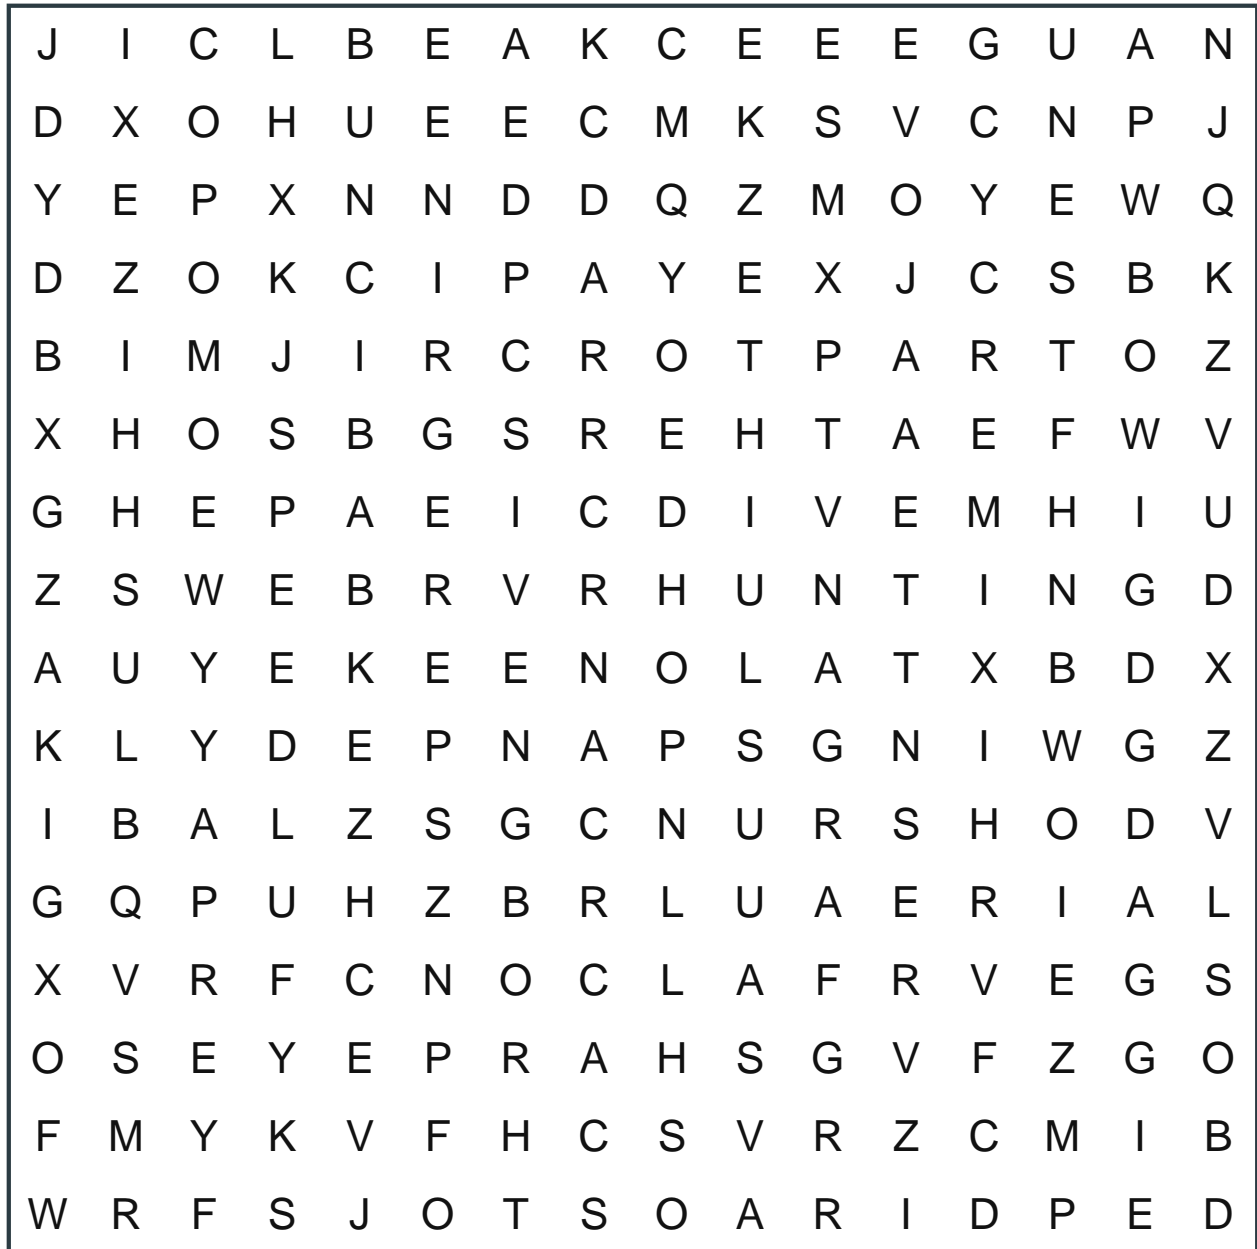 J I C L B E A K C E E E G U A N
D X O H U E E C M K S V C N P J
Y E P X N N D D Q Z M O Y E W Q
D Z O K C I P A Y E X J C S B K
B I M J I R C R O T P A R T O Z
X H O S B G S R E H T A E F W V
G H E P A E I C D I V E M H I U
Z S W E B R V R H U N T I N G D
A U Y E K E E N O L A T X B D X
K L Y D E P N A P S G N I W G Z
I B A L Z S G C N U R S H O D V
G Q P U H Z B R L U A E R I A L
X V R F C N O C L A F R V E G S
O S E Y E P R A H S G V F Z G O
F M Y K V F H C S V R Z C M I B
W R F S J O T S O A R I D P E D